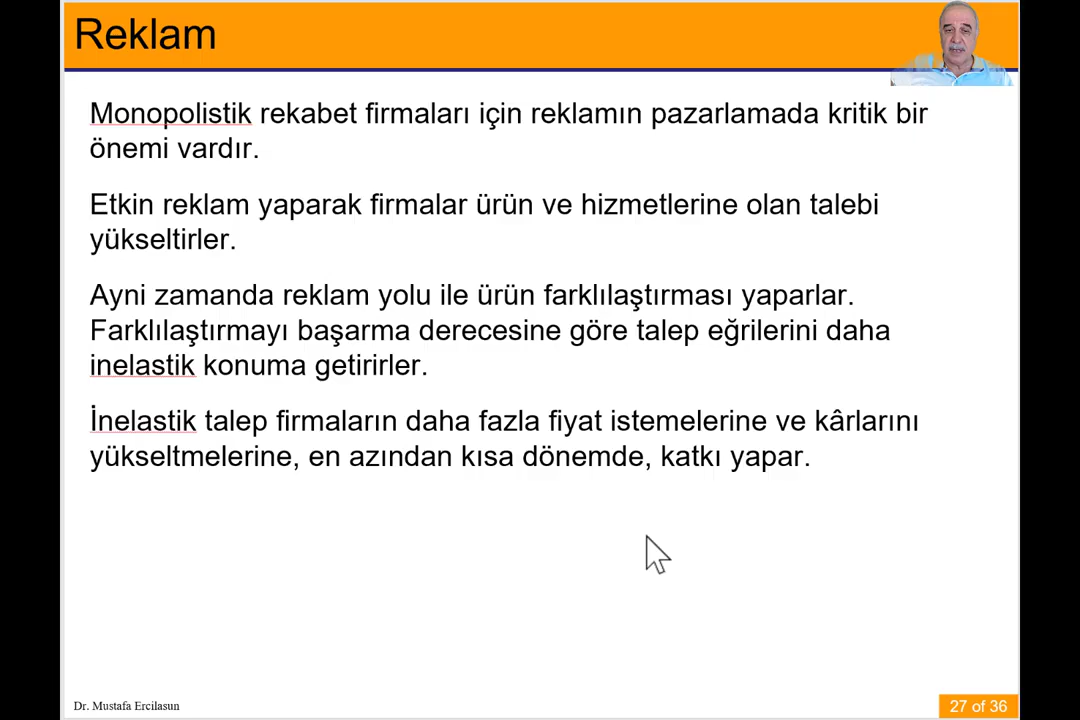 Reklam
Monopolistik rekabet firmaları için reklamın pazarlamada kritik bir
önemi vardır.
Etkin reklam yaparak firmalar ürün ve hizmetlerine olan talebi
yükseltirler.
Ayni zamanda reklam yolu ile ürün farklılaştırması yaparlar.
Farklılaştırmayı başarma derecesine göre talep eğrilerini daha
inelastik konuma getirirler.
İnelastik talep firmaların daha fazla fiyat istemelerine ve kârlarını
yükseltmelerine, en azından kısa dönemde, katkı yapar.
Dr. Mustafa Ercilasun
27 of 36